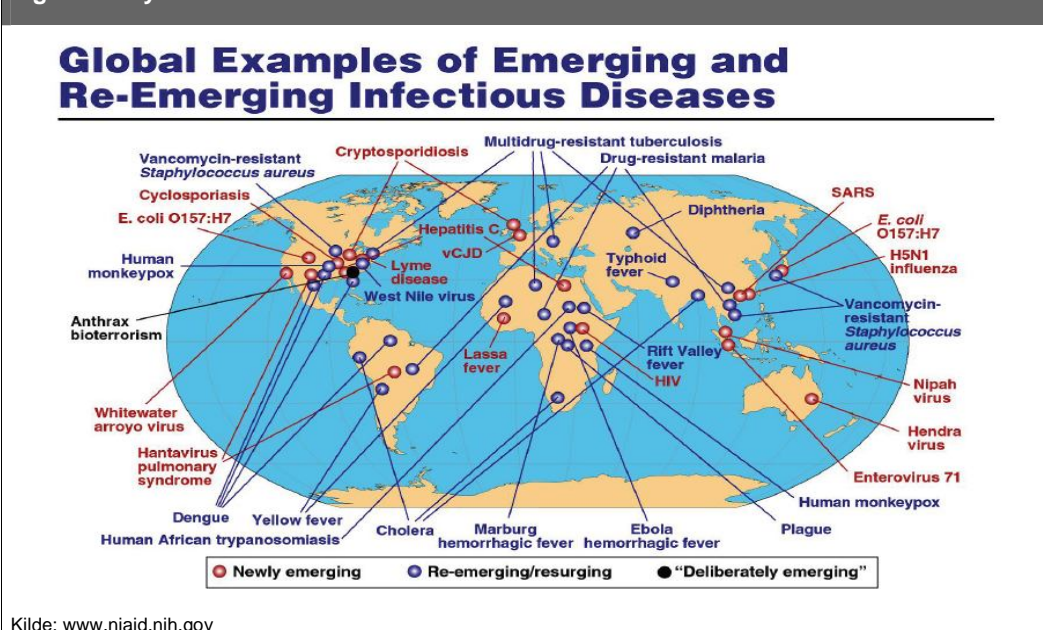 Global Examples of Emerging and
Re-Emerging Infectious Diseases
Multidrug-resistant tuberculosis
Cryptosporidiosis
Drug-resistant malaria
Vancomycin-resistant
Staphylococcus aureus
Cyclosporiasis
SARS
E. coli O157:H7
Diphtheria
E. coli
O157:H7
Hepatitis C
vCJD
H5N1
influenza
Human
monkeypox
Typhoid
fever
Lyme
disease
West Nile virus
Vancomycin-
resistant
Staphylococcus
aureus
Anthrax
bioterrorism
Lassa
fever
Rift Valley
fever
HIV
Nipah
virus
Whitewater
arroyo virus
Hendra
virus
Hantavirus
pulmonary
syndrome
Enterovirus 71
Human monkeypox
Dengue
Yellow fever
Cholera
Marburg
hemorrhagic fever
Ebola
hemorrhagic fever
Plague
Human African trypanosomiasis
Newly emerging
Re-emerging/resurging
“Deliberately emerging”
Kilde: www.niaid.nih.gov